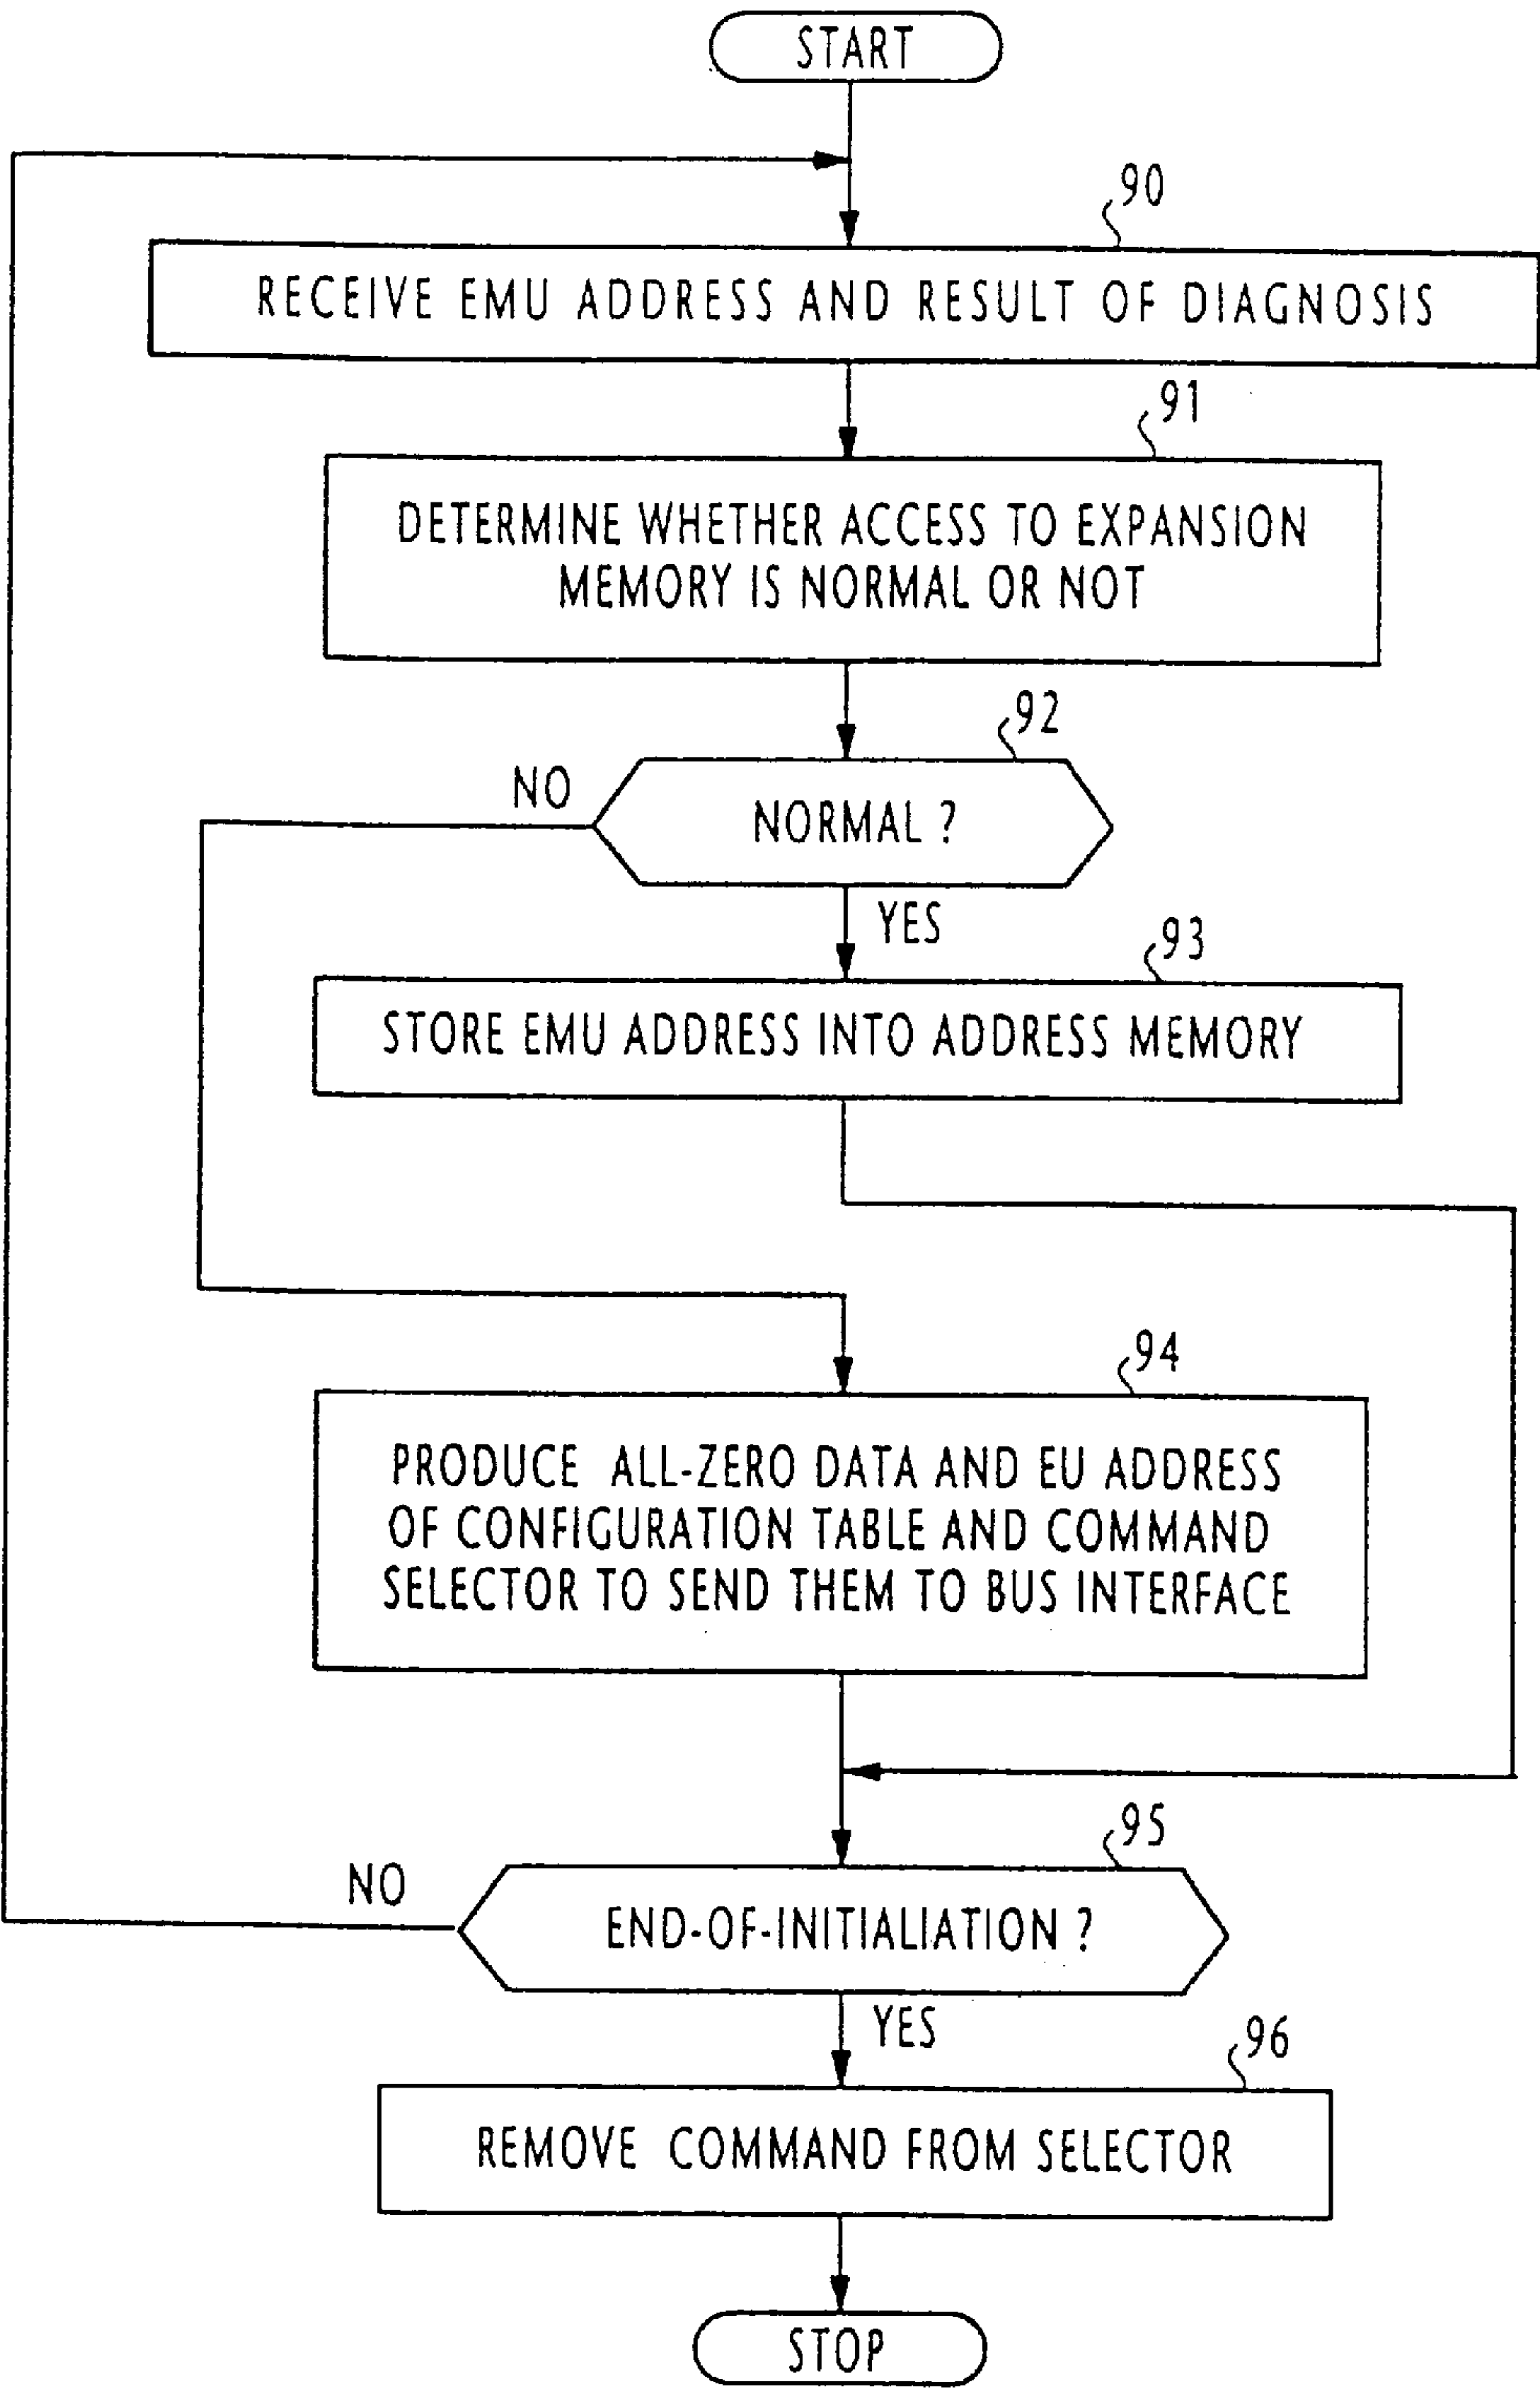 START
90
RECEIVE EMU ADDRESS AND RESULT OF DIAGNOSIS
91
DETERMINE WHETHER ACCESS TO EXPANSION
MEMORY IS NORMAL OR NOT
92
NO
NORMAL ?
YES
93
STORE EMU ADDRESS INTO ADDRESS MEMORY
94
PRODUCE ALL-ZERO DATA AND EU ADDRESS
OF CONFIGURATION TABLE AND COMMAND
SELECTOR TO SEND THEM TO BUS INTERFACE
95
NO
END-OF-INITIALIATION ?
YES
96
REMOVE COMMAND FROM SELECTOR
STOP